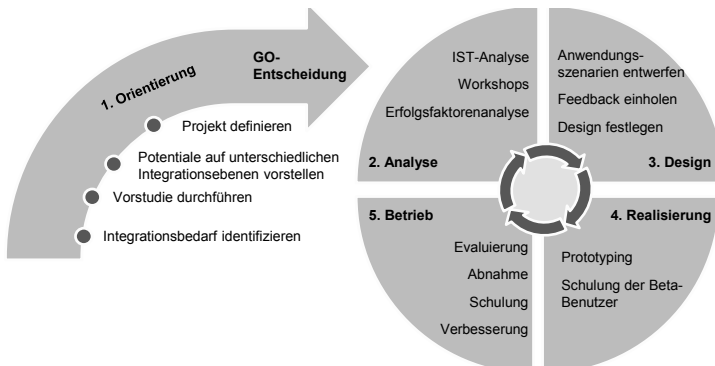 1. Orientierung
GO-
Entscheidung
Projekt definieren
Potentiale auf unterschiedlichen
Integrationsebenen vorstellen
Vorstudie durchführen
Integrationsbedarf identifizieren
IST-Analyse
Workshops
Erfolgsfaktorenanalyse
2. Analyse
Anwendungs-
szenarien entwerfen
Feedback einholen
Design festlegen
3. Design
5. Betrieb
Evaluierung
Abnahme
Schulung
Verbesserung
4. Realisierung
Prototyping
Schulung der Beta-
Benutzer